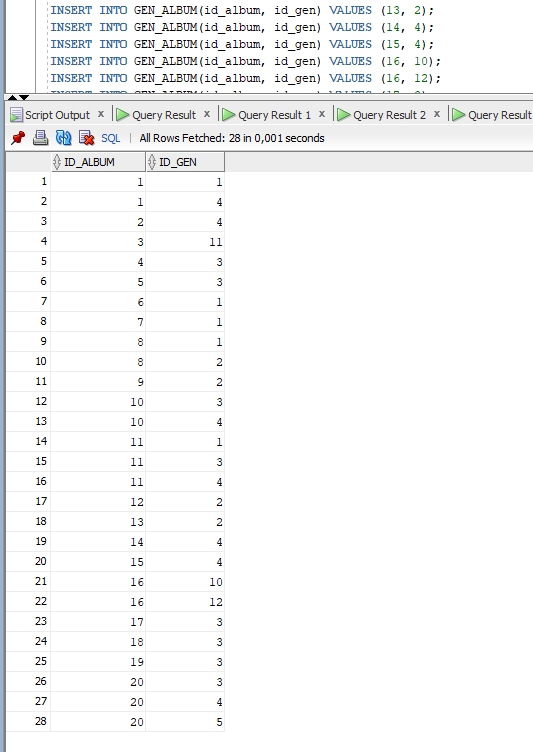 INSERT INTO GEN_ALBUM(id_album, id_gen) VALUES (13, 2);
INSERT INTO GEN_ALBUM(id_album, id_gen) VALUES (14, 4);
INSERT INTO GEN_ALBUM(id_album, id_gen) VALUES (15, 4);
INSERT INTO GEN_ALBUM(id_album, id_gen) VALUES (16, 10);
INSERT INTO GEN_ALBUM(id_album, id_gen) VALUES (16, 12);
Script Output x Query Result x Query Result 1 x Query Result 2 x Query Result
SQL | All Rows Fetched: 28 in 0,001 seconds
ID_ALBUM ID_GEN
1 1 1
2 1 4
3 2 4
4 3 11
5 4 3
6 5 3
7 6 1
8 7 1
9 8 1
10 8 2
11 9 2
12 10 3
13 10 4
14 11 1
15 11 3
16 11 4
17 12 2
18 13 2
19 14 4
20 15 4
21 16 10
22 16 12
23 17 3
24 18 3
25 19 3
26 20 3
27 20 4
28 20 5